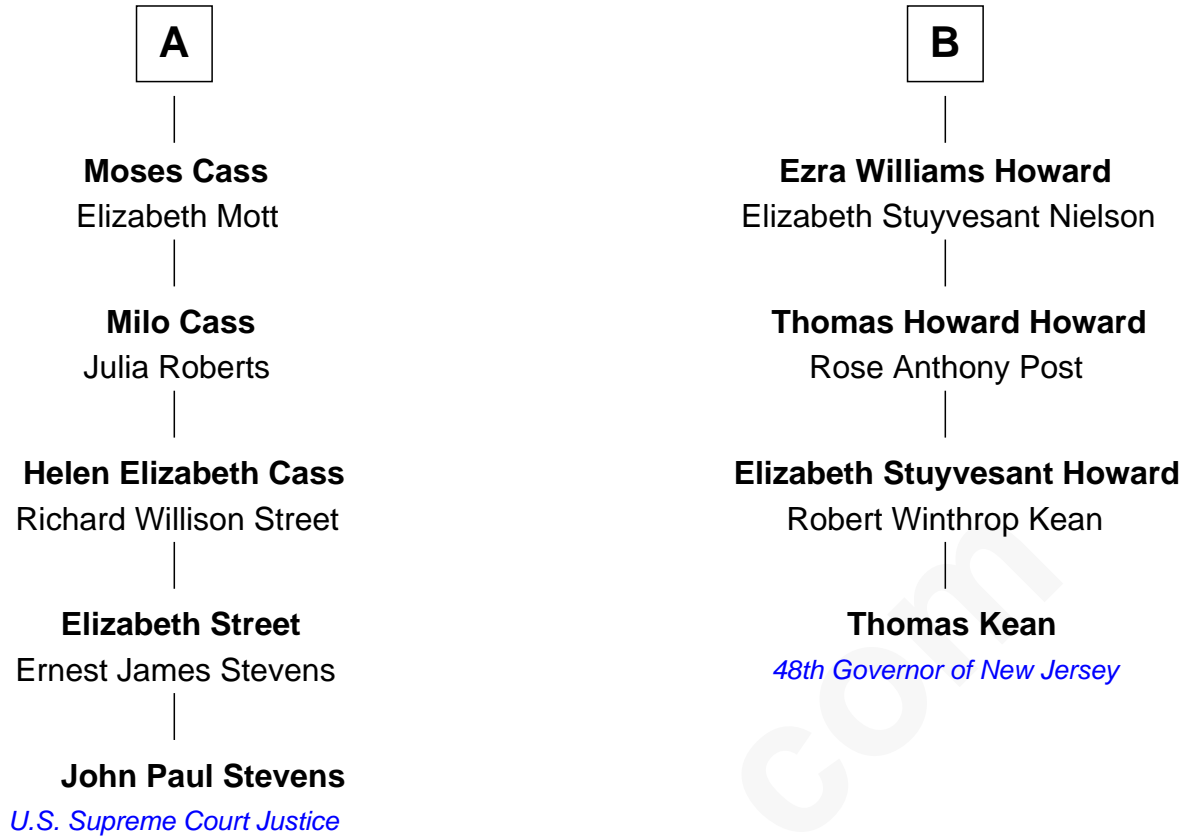 A
Moses Cass
Elizabeth Mott
Milo Cass
Julia Roberts
Helen Elizabeth Cass
Richard Willison Street
Elizabeth Street
Ernest James Stevens
John Paul Stevens
U.S. Supreme Court Justice
B
Ezra Williams Howard
Elizabeth Stuyvesant Nielson
Thomas Howard Howard
Rose Anthony Post
Elizabeth Stuyvesant Howard
Robert Winthrop Kean
Thomas Kean
48th Governor of New Jersey
com